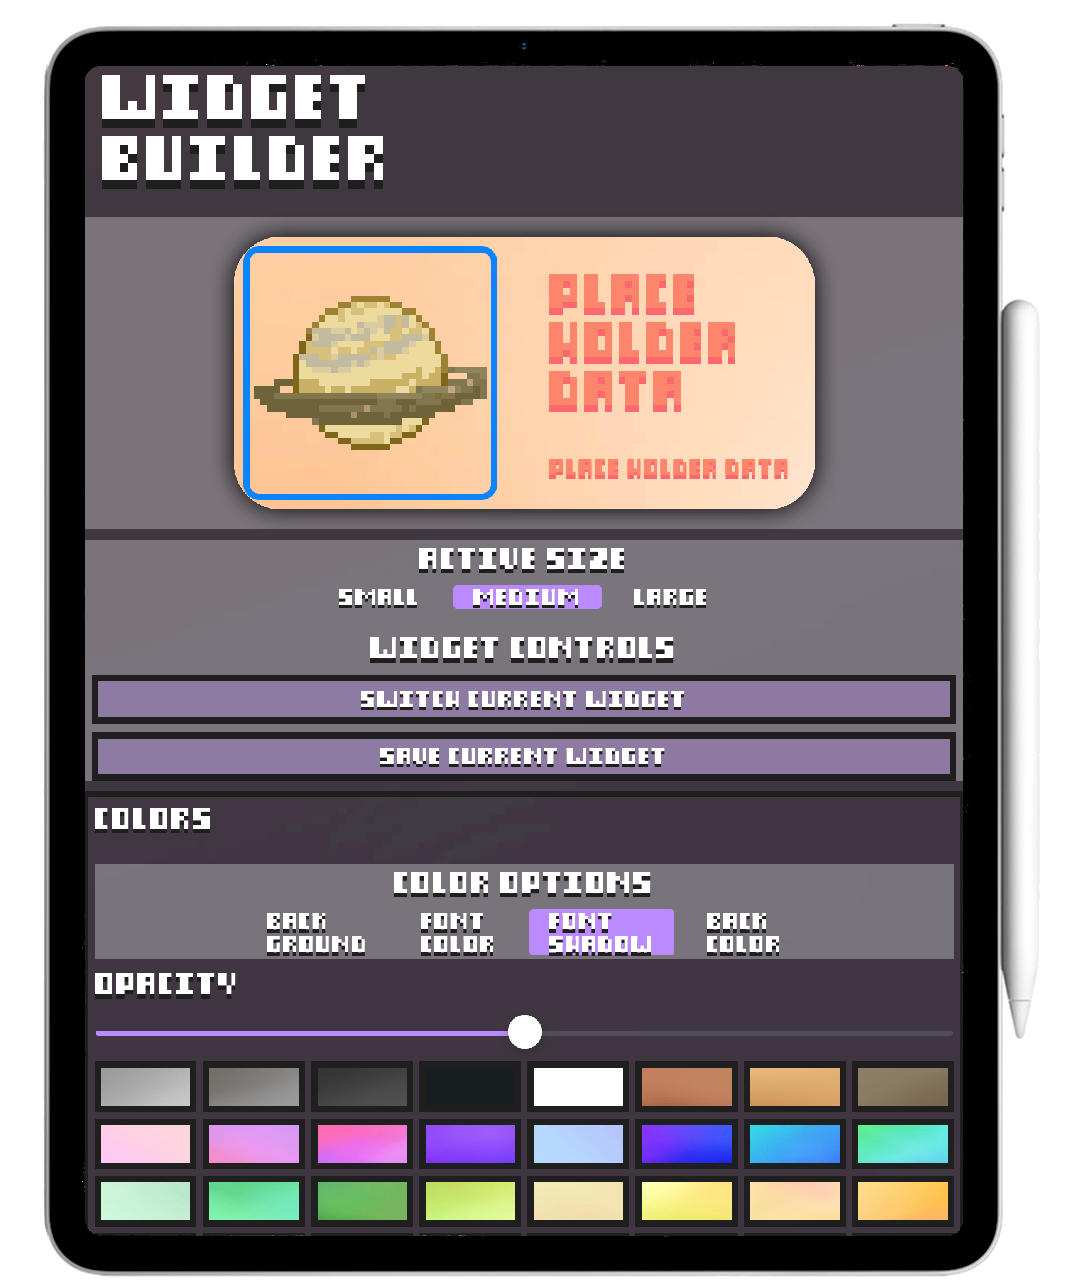 WIDGET
BUILDER
PLACE
HOLDER
DATA
PLACE HOLDER DATA
ACTIVE SIZE
SMALL MEDIUM LARGE
WIDGET CONTROLS
SWITCH CURRENT WIDGET
SAVE CURRENT WIDGET
COLORS
COLOR OPTIONS
BACK GROUND FONT COLOR FONT SHADOW BACK COLOR
OPACITY